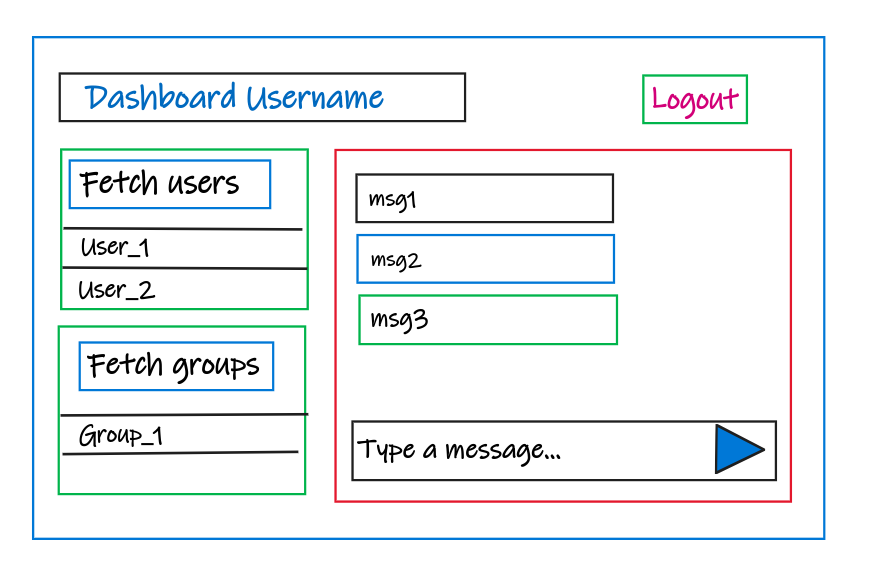 Dashboard Username
Logout
Fetch users
User_1
User_2
Fetch groups
Group_1
msg1
msg2
msg3
Type a message...